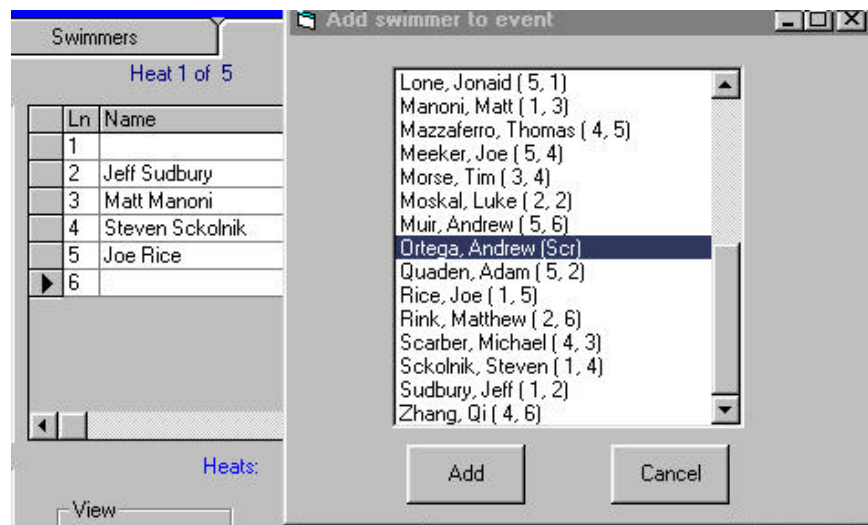 Swimmers
Heat 1 of 5
Ln Name
1
2 Jeff Sudbury
3 Matt Manoni
4 Steven Sckolnik
5 Joe Rice
6
Heats:
View
Add swimmer to event
Lone, Jonaid ( 5, 1)
Manoni, Matt ( 1, 3)
Mazzaferro, Thomas ( 4, 5)
Meeker, Joe ( 5, 4)
Morse, Tim ( 3, 4)
Moskal, Luke ( 2, 2)
Muir, Andrew ( 5, 6)
Ortega, Andrew (Scr)
Quaden, Adam ( 5, 2)
Rice, Joe ( 1, 5)
Rink, Matthew ( 2, 6)
Scarber, Michael ( 4, 3)
Sckolnik, Steven ( 1, 4)
Sudbury, Jeff ( 1, 2)
Zhang, Qi ( 4, 6)
Add Cancel